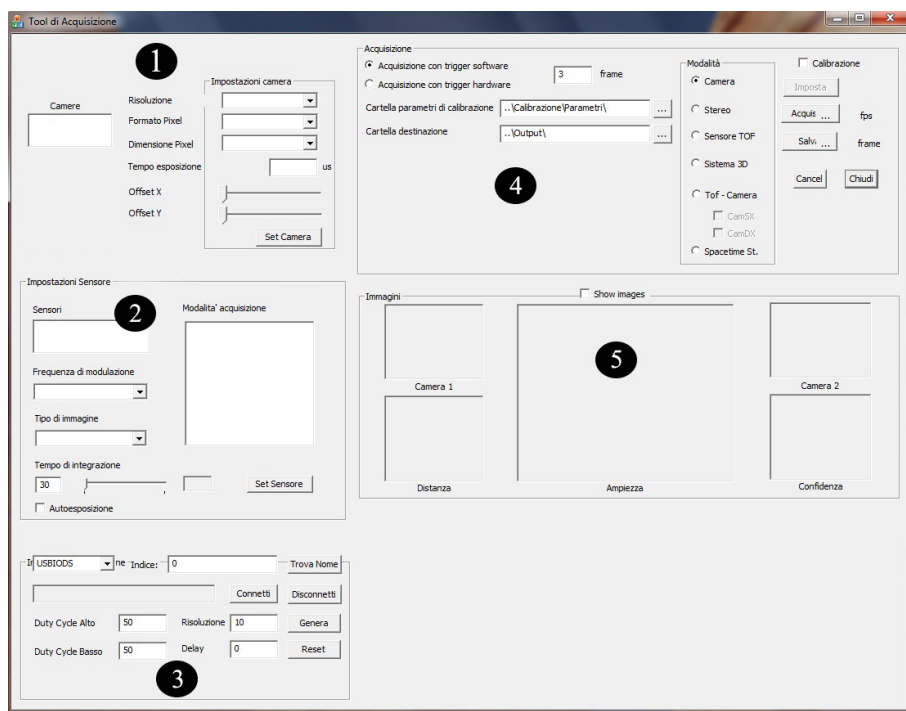 Tool di Acquisizione
1
Camere
Impostazioni camera
Risoluzione
Formato Pixel
Dimensione Pixel
Tempo esposizione
us
Offset X
Offset Y
Set Camera
Acquisizione
Acquisizione con trigger software
Acquisizione con trigger hardware
3 frame
Cartella parametri di calibrazione ..\Calibrazione\Parametri\ ...
Cartella destinazione ..\Output\ ...
4
Modalità
Camera
Stereo
Sensore TOF
Sistema 3D
Tof - Camera
CamSX
CamDX
Spacetime St.
Calibrazione
Imposta
Acquis ... fps
Salv. ... frame
Cancel Chiudi
Impostazioni Sensore
Sensori
2
Modalita' acquisizione
Frequenza di modulazione
Tipo di immagine
Tempo di integrazione
30
Set Sensore
Autoesposizione
Immagini
Show images
5
Camera 1
Camera 2
Distanza
Ampiezza
Confidenza
USBIODS ne Indice: 0 Trova Nome
Connetti Disconnetti
Duty Cycle Alto 50 Risoluzione 10 Genera
Duty Cycle Basso 50 Delay 0 Reset
3